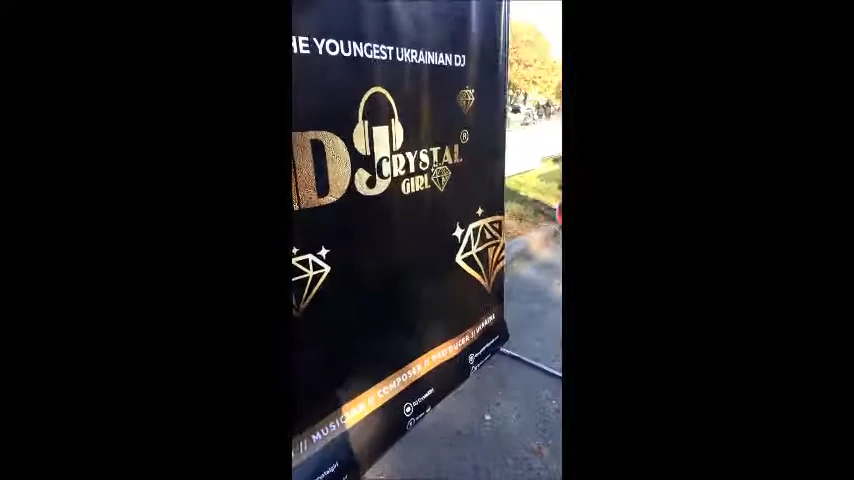 HE YOUNGEST UKRAINIAN DJ
DJ CRYSTAL ®
GIRL
// MUSICIAN // COMPOSER // PRODUCER // UKRAINE